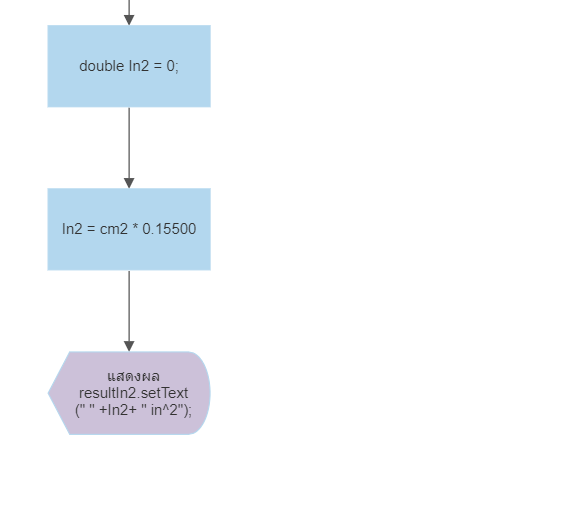 double In2 = 0;
In2 = cm2 * 0.15500
แสดงผล
resultIn2.setText
(" " +In2+ " in^2");